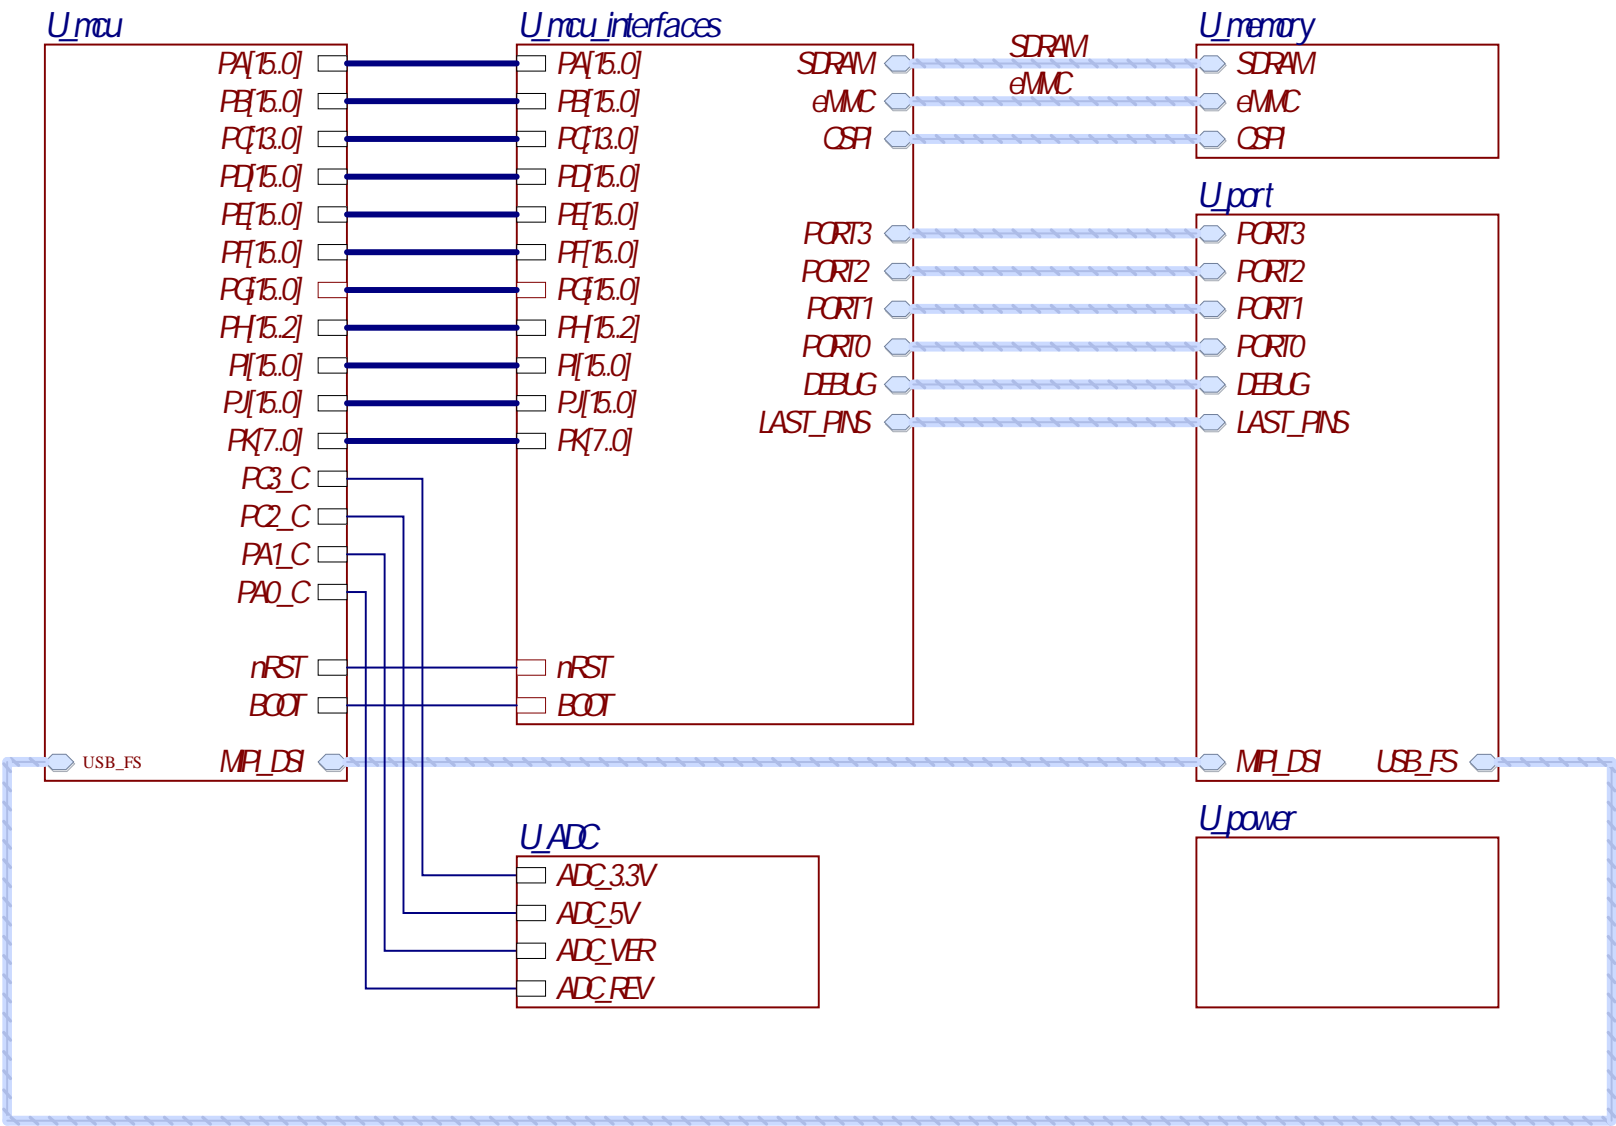 U_mcu
PA[15..0]
PB[15..0]
PC[13..0]
PD[15..0]
PE[15..0]
PF[15..0]
PG[15..0]
PH[15..2]
PI[15..0]
PJ[15..0]
PK[7..0]
PC3_C
PC2_C
PA1_C
PA0_C
nRST
BOOT
USB_FS MIPI_DSI
U_mcu_interfaces
PA[15..0] SDRAM
PB[15..0] eMMC
PC[13..0] QSPI
PD[15..0]
PE[15..0] PORT3
PF[15..0] PORT2
PG[15..0] PORT1
PH[15..2] PORT0
PI[15..0] DEBUG
PJ[15..0] LAST_PINS
PK[7..0]
nRST
BOOT
SDRAM
eMMC
U_memory
SDRAM
eMMC
QSPI
U_port
PORT3
PORT2
PORT1
PORT0
DEBUG
LAST_PINS
MIPI_DSI USB_FS
U_ADC
ADC_3.3V
ADC_5V
ADC_VER
ADC_REV
U_power